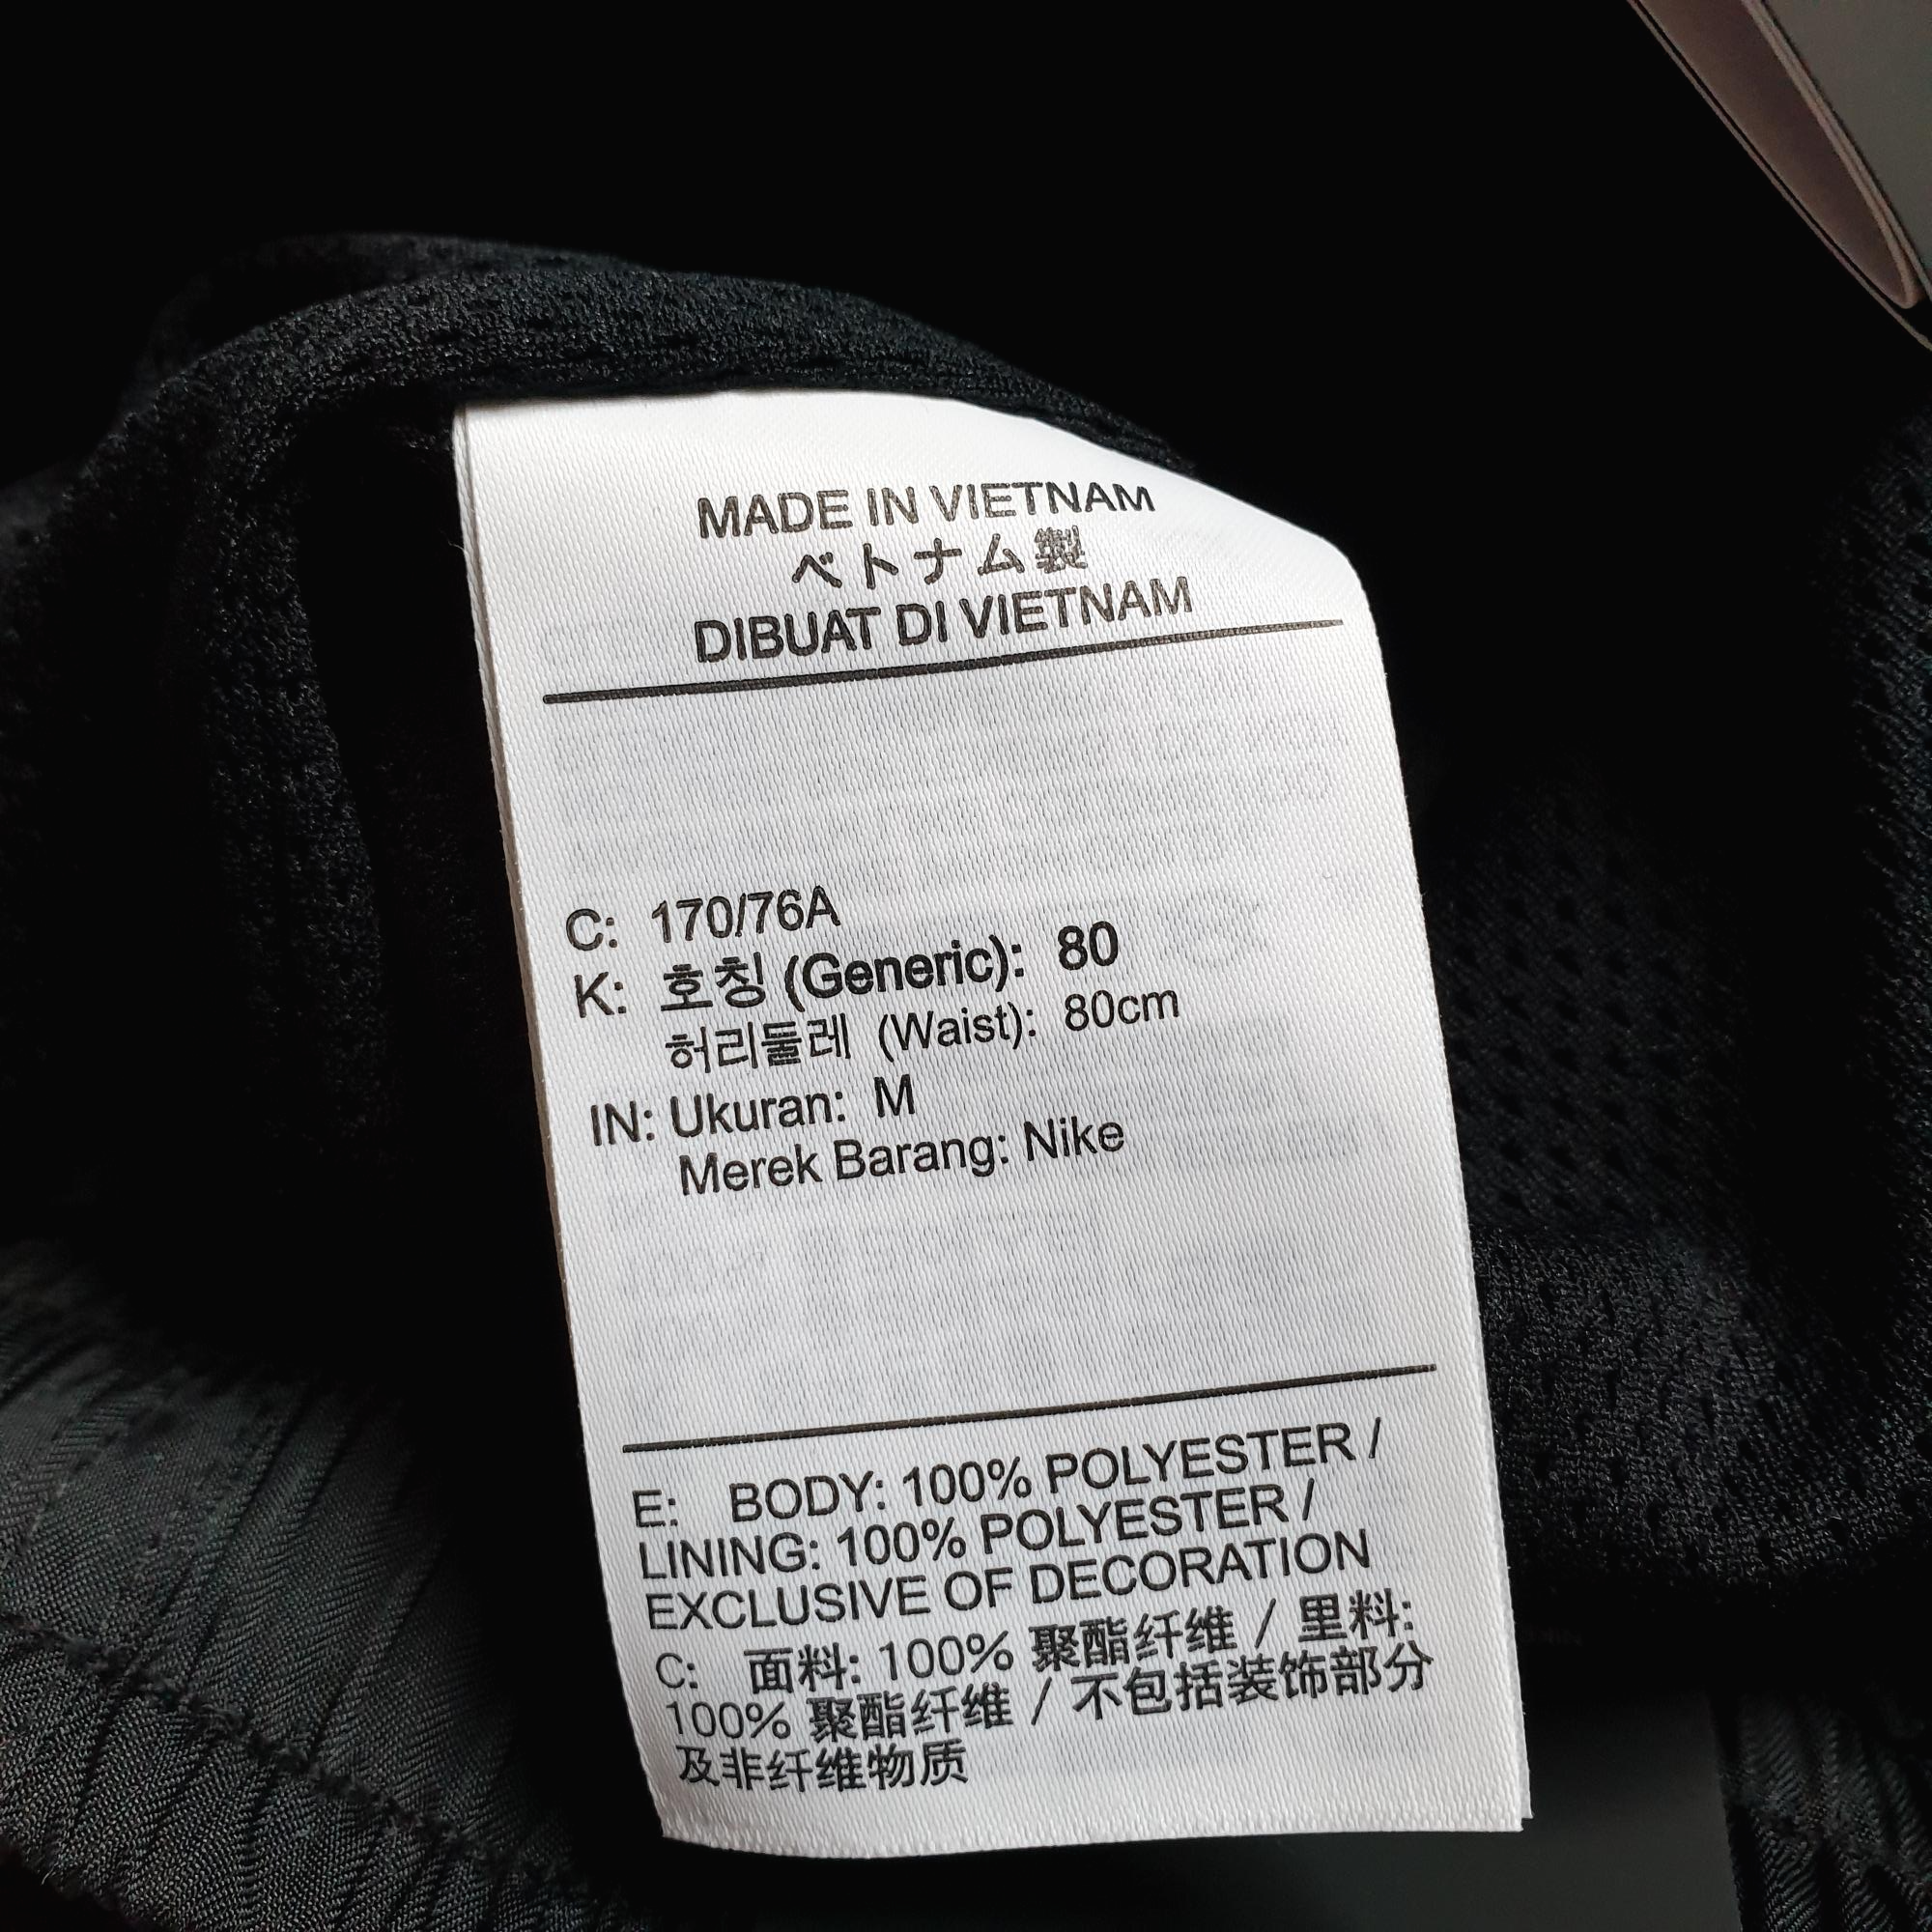 MADE IN VIETNAM
ベトナム製
DIBUAT DI VIETNAM
C: 170/76A
K: 호칭 (Generic): 80
허리둘레 (Waist): 80cm
IN: Ukuran: M
Merek Barang: Nike
E: BODY: 100% POLYESTER /
LINING: 100% POLYESTER /
EXCLUSIVE OF DECORATION
C: 面料: 100% 聚酯纤维 / 里料:
100% 聚酯纤维 / 不包括装饰部分
及非纤维物质